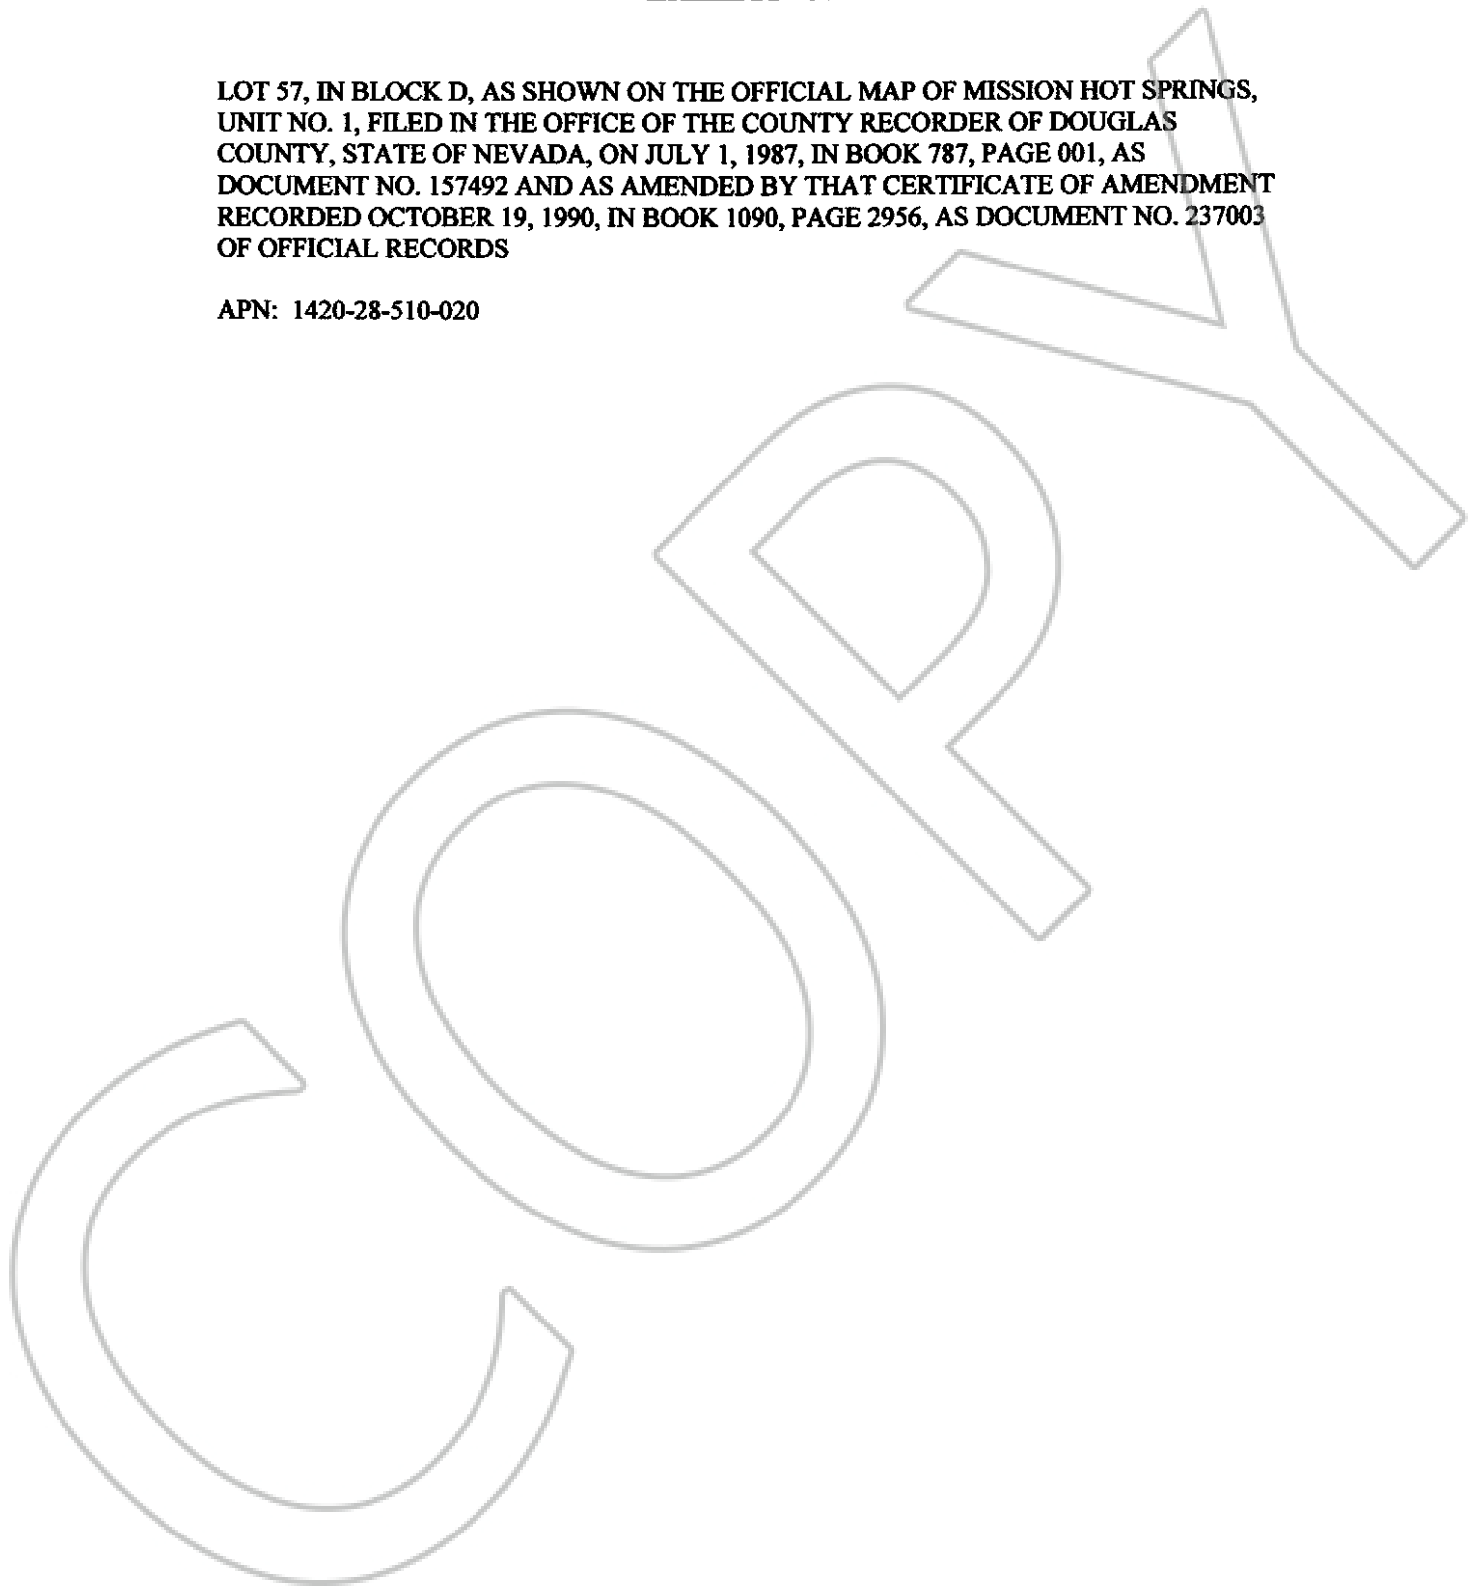 LOT 57, IN BLOCK D, AS SHOWN ON THE OFFICIAL MAP OF MISSION HOT SPRINGS,
UNIT NO. 1, FILED IN THE OFFICE OF THE COUNTY RECORDER OF DOUGLAS
COUNTY, STATE OF NEVADA, ON JULY 1, 1987, IN BOOK 787, PAGE 001, AS
DOCUMENT NO. 157492 AND AS AMENDED BY THAT CERTIFICATE OF AMENDMENT
RECORDED OCTOBER 19, 1990, IN BOOK 1090, PAGE 2956, AS DOCUMENT NO. 237003
OF OFFICIAL RECORDS
APN: 1420-28-510-020
COPY